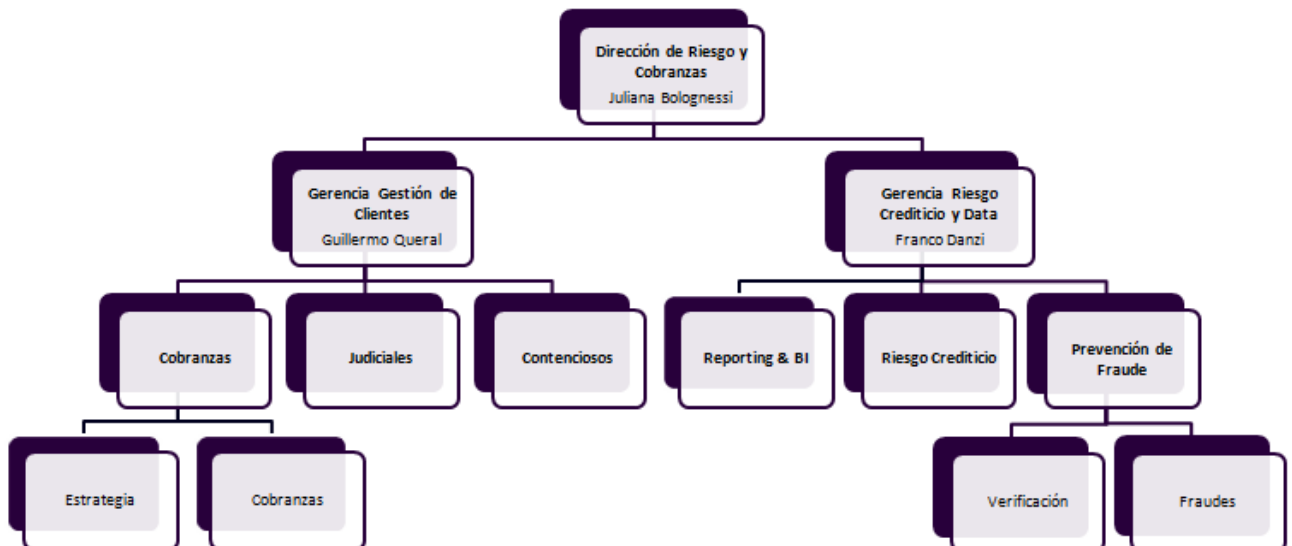 Dirección de Riesgo y
Cobranzas
Juliana Bolognessi
Gerencia Gestión de
Clientes
Guillermo Queral
Gerencia Riesgo
Crediticio y Data
Franco Danzi
Cobranzas
Judiciales
Contenciosos
Reporting & BI
Riesgo Crediticio
Prevención de
Fraude
Estrategia
Cobranzas
Verificación
Fraudes